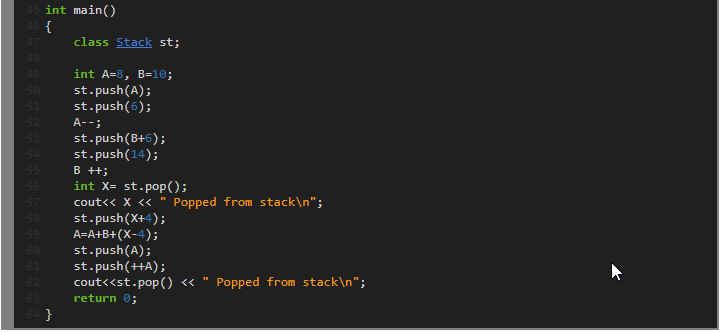 45 int main()
46 {
47 class Stack st;
48
49 int A=8, B=10;
50 st.push(A);
51 st.push(6);
52 A--;
53 st.push(B+6);
54 st.push(14);
55 B ++;
56 int X= st.pop();
57 cout<< X << " Popped from stack\n";
58 st.push(X+4);
59 A=A+B+(X-4);
60 st.push(A);
61 st.push(++A);
62 cout<<st.pop() << " Popped from stack\n";
63 return 0;
64 }